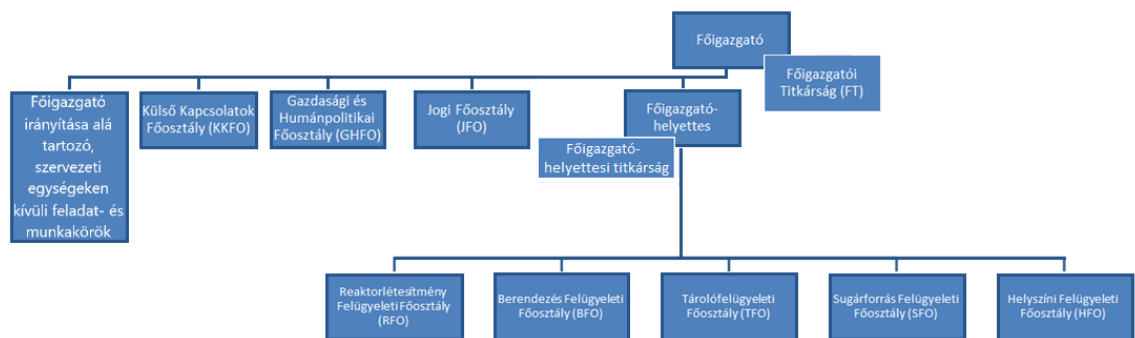 Főigazgató
Főigazgatói
Titkárság (FT)
Főigazgató
irányítása alá
tartozó,
szervezeti
egységeken
kívüli feladat- és
munkakörök
Külső Kapcsolatok
Főosztály (KKFO)
Gazdasági és
Humánpolitikai
Főosztály (GHFO)
Jogi Főosztály
(JFO)
Főigazgató-
helyettes
Főigazgató-
helyettesi titkárság
Reaktorlétesítmény
Felügyeleti Főosztály
(RFO)
Berendezés Felügyeleti
Főosztály (BFO)
Tárolófelügyeleti
Főosztály (TFO)
Sugárforrás Felügyeleti
Főosztály (SFO)
Helyszíni Felügyeleti
Főosztály (HFO)